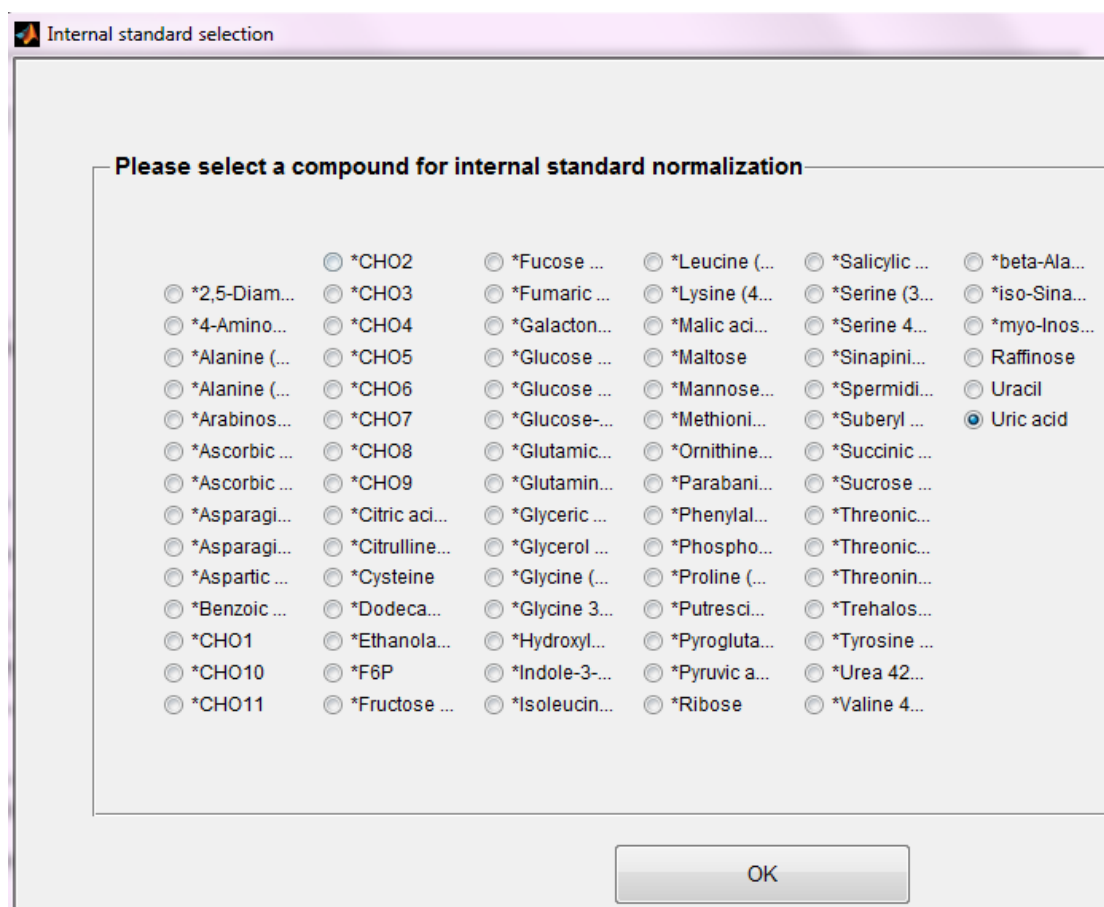 Internal standard selection
Please select a compound for internal standard normalization
*CHO2 *Fucose ... *Leucine (... *Salicylic ... *beta-Ala...
*2,5-Diam... *CHO3 *Fumaric ... *Lysine (4... *Serine (3... *iso-Sina...
*4-Amino... *CHO4 *Galacton... *Malic aci... *Serine 4... *myo-Inos...
*Alanine (... *CHO5 *Glucose ... *Maltose *Sinapini... Raffinose
*Alanine (... *CHO6 *Glucose ... *Mannose... *Spermidi... Uracil
*Arabinos... *CHO7 *Glucose-... *Methioni... *Suberyl ... Uric acid
*Ascorbic ... *CHO8 *Glutamic... *Ornithine... *Succinic ...
*Ascorbic ... *CHO9 *Glutamin... *Parabani... *Sucrose ...
*Asparagi... *Citric aci... *Glyceric ... *Phenylal... *Threonic...
*Asparagi... *Citrulline... *Glycerol ... *Phospho... *Threonic...
*Aspartic ... *Cysteine *Glycine (... *Proline (... *Threonin...
*Benzoic ... *Dodeca... *Glycine 3... *Putresci... *Trehalos...
*CHO1 *Ethanola... *Hydroxyl... *Pyrogluta... *Tyrosine ...
*CHO10 *F6P *Indole-3-... *Pyruvic a... *Urea 42...
*CHO11 *Fructose ... *Isoleucin... *Ribose *Valine 4...
OK